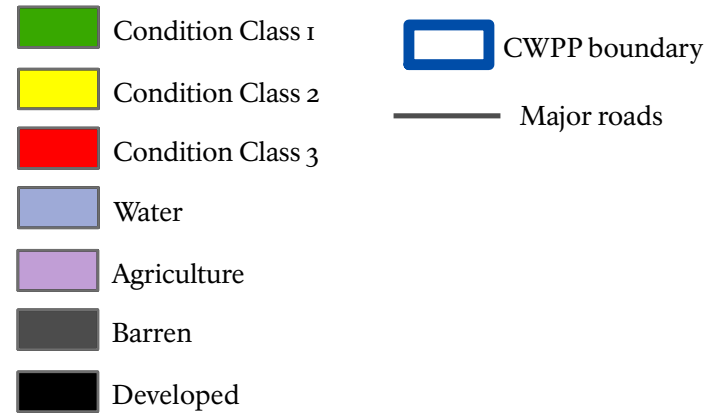 Condition Class 1
Condition Class 2
Condition Class 3
Water
Agriculture
Barren
Developed
CWPP boundary
Major roads